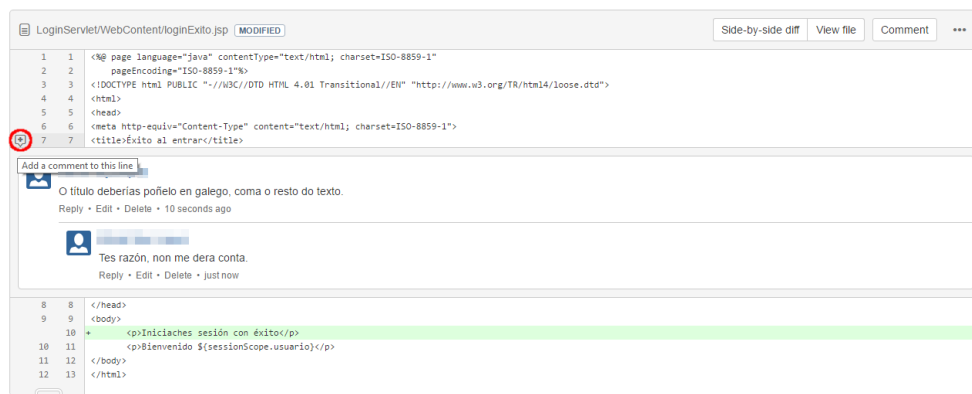 LoginServlet/WebContent/loginExito.jsp MODIFIED Side-by-side diff View file Comment •••
1 1 <%@ page language="java" contentType="text/html; charset=ISO-8859-1"
2 2 pageEncoding="ISO-8859-1"%>
3 3 <!DOCTYPE html PUBLIC "-//W3C//DTD HTML 4.01 Transitional//EN" "http://www.w3.org/TR/html4/loose.dtd">
4 4 <html>
5 5 <head>
6 6 <meta http-equiv="Content-Type" content="text/html; charset=ISO-8859-1">
7 7 <title>Éxito al entrar</title>
Add a comment to this line
O título deberías poñelo en galego, coma o resto do texto.
Reply • Edit • Delete • 10 seconds ago
Tes razón, non me dera conta.
Reply • Edit • Delete • just now
8 8 </head>
9 9 <body>
10 + <p>Iniciaches sesión con éxito</p>
10 11 <p>Bienvenido ${sessionScope.usuario}</p>
11 12 </body>
12 13 </html>